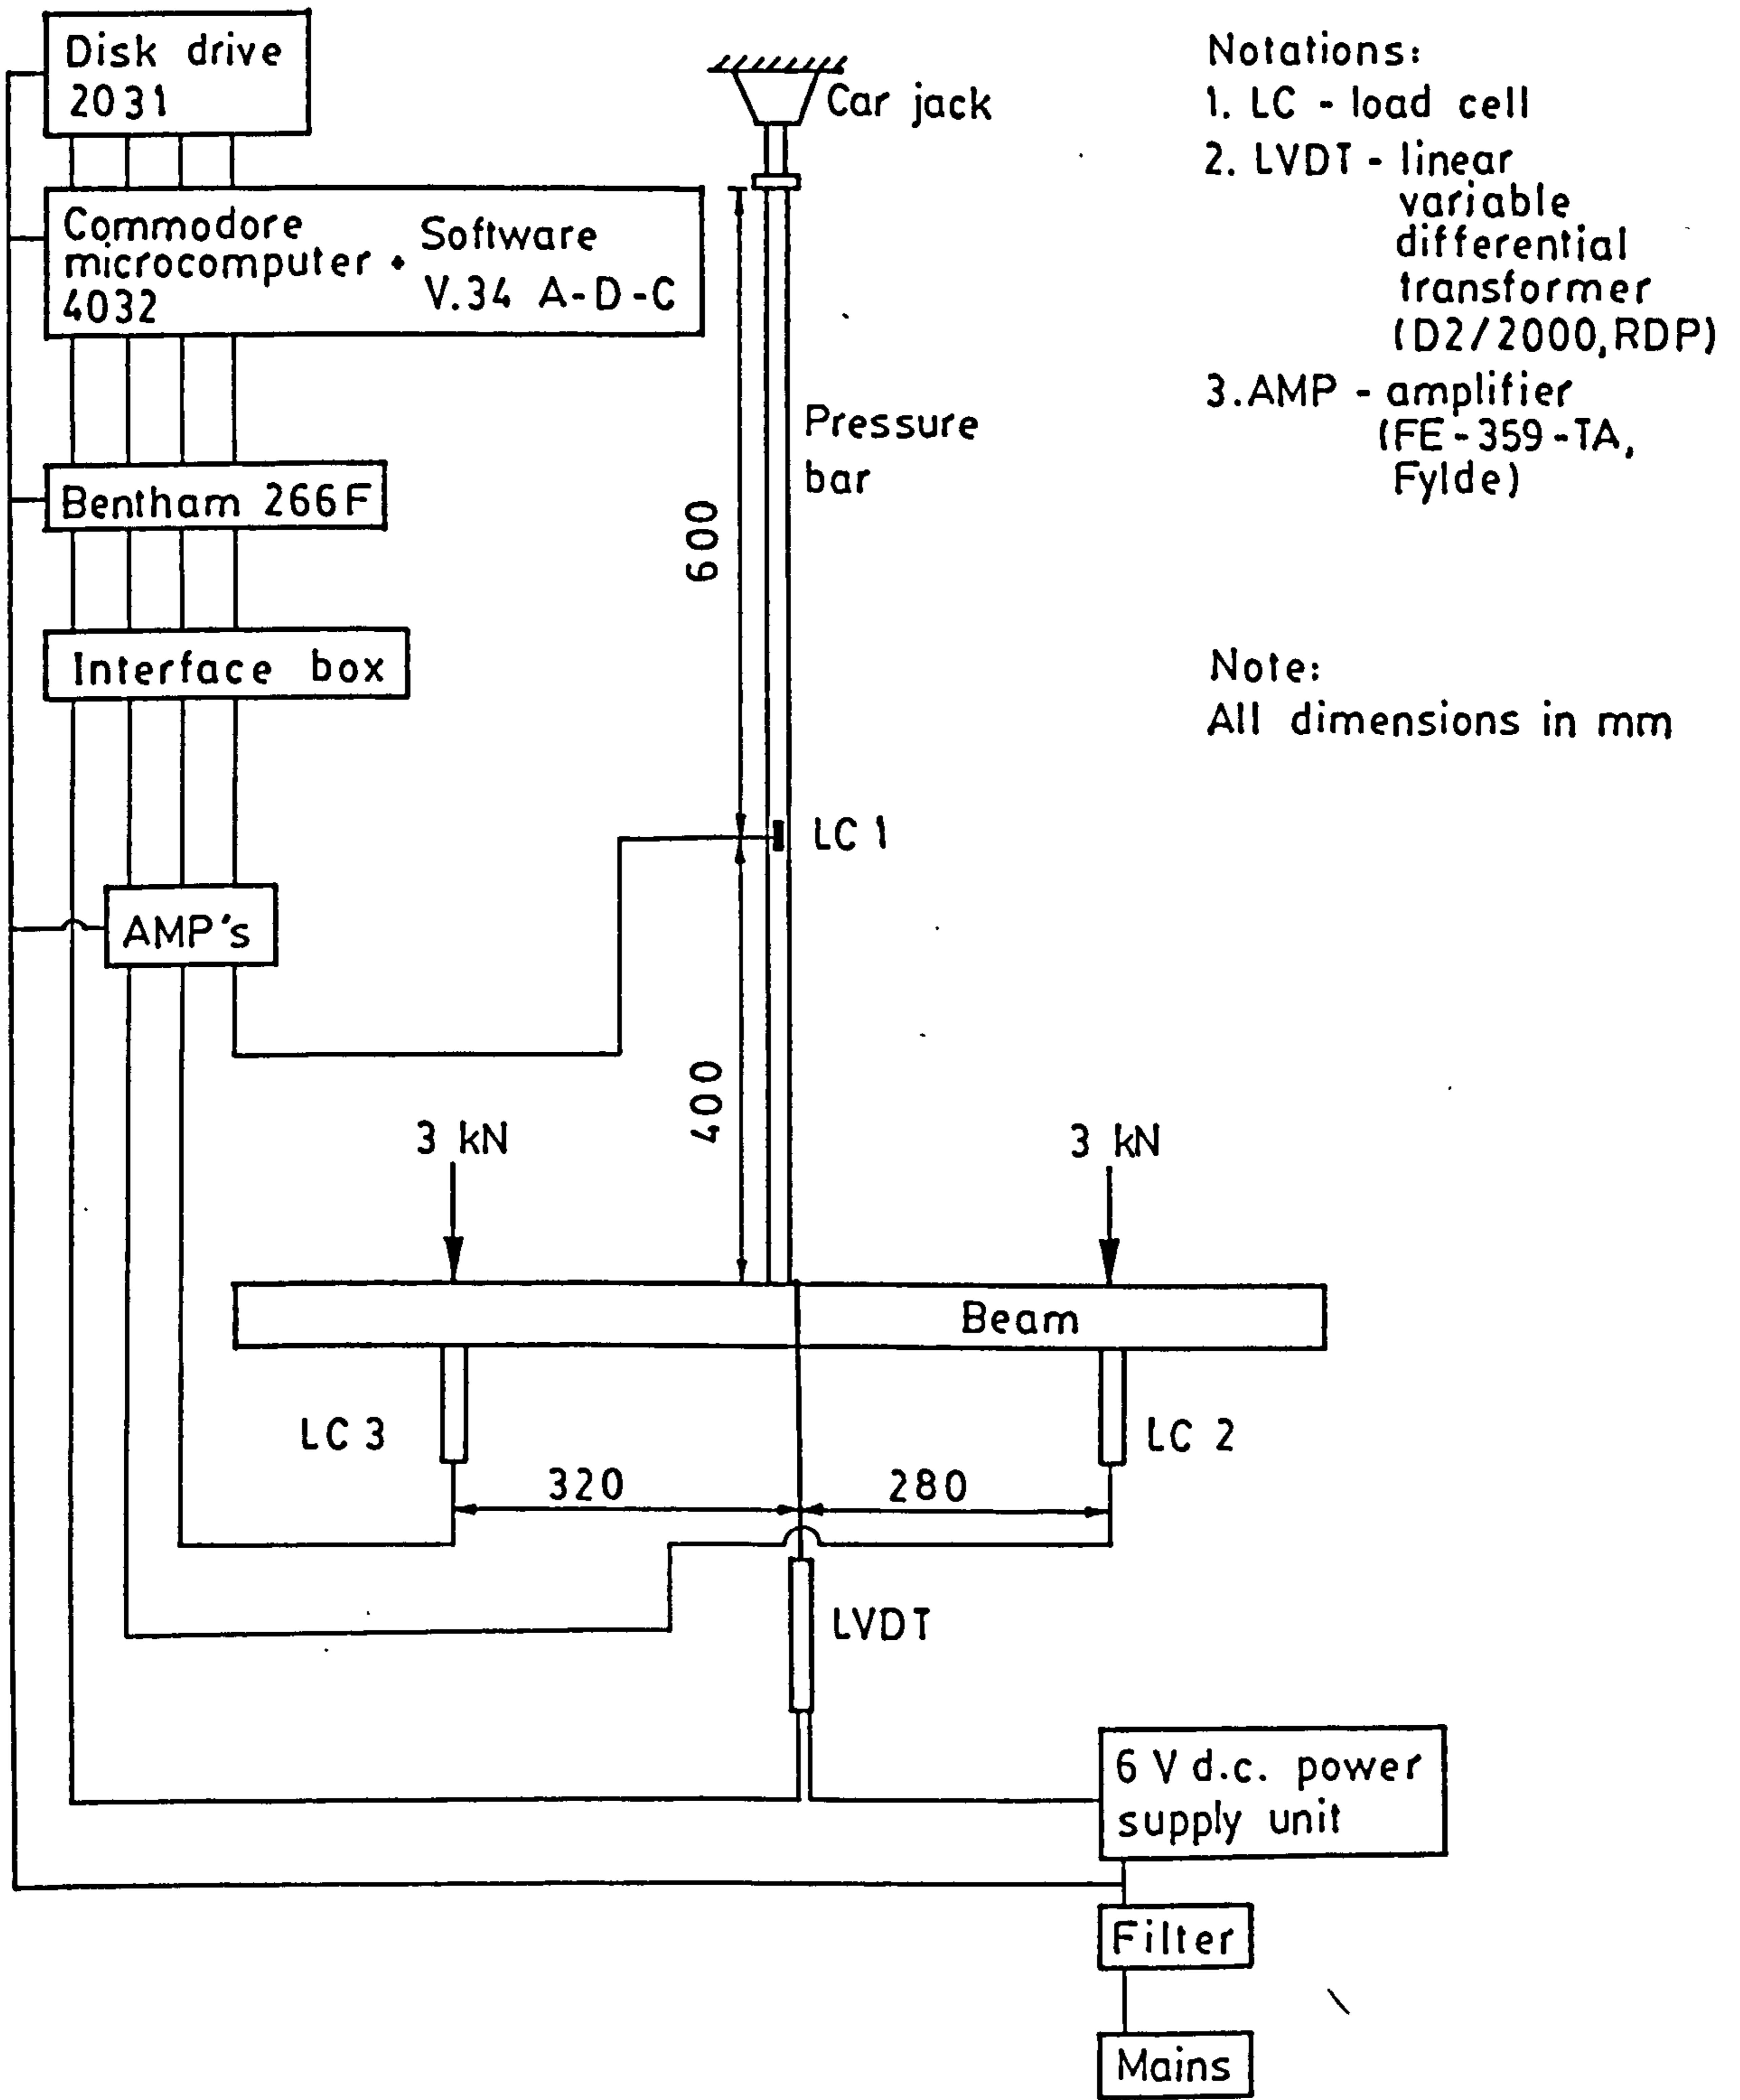 Disk drive
2031
Commodore
microcomputer •
4032
Software
V.34 A-D-C
Bentham 266F
Interface box
AMP's
Car jack
Pressure
bar
600
LC 1
400
3 kN
3 kN
Beam
LC 3
LC 2
320
280
LVDT
6 V d.c. power
supply unit
Filter
Mains
Notations:
1. LC - load cell
2. LVDT - linear
variable
differential
transformer
(D2/2000,RDP)
3. AMP - amplifier
(FE-359-TA,
Fylde)
Note:
All dimensions in mm